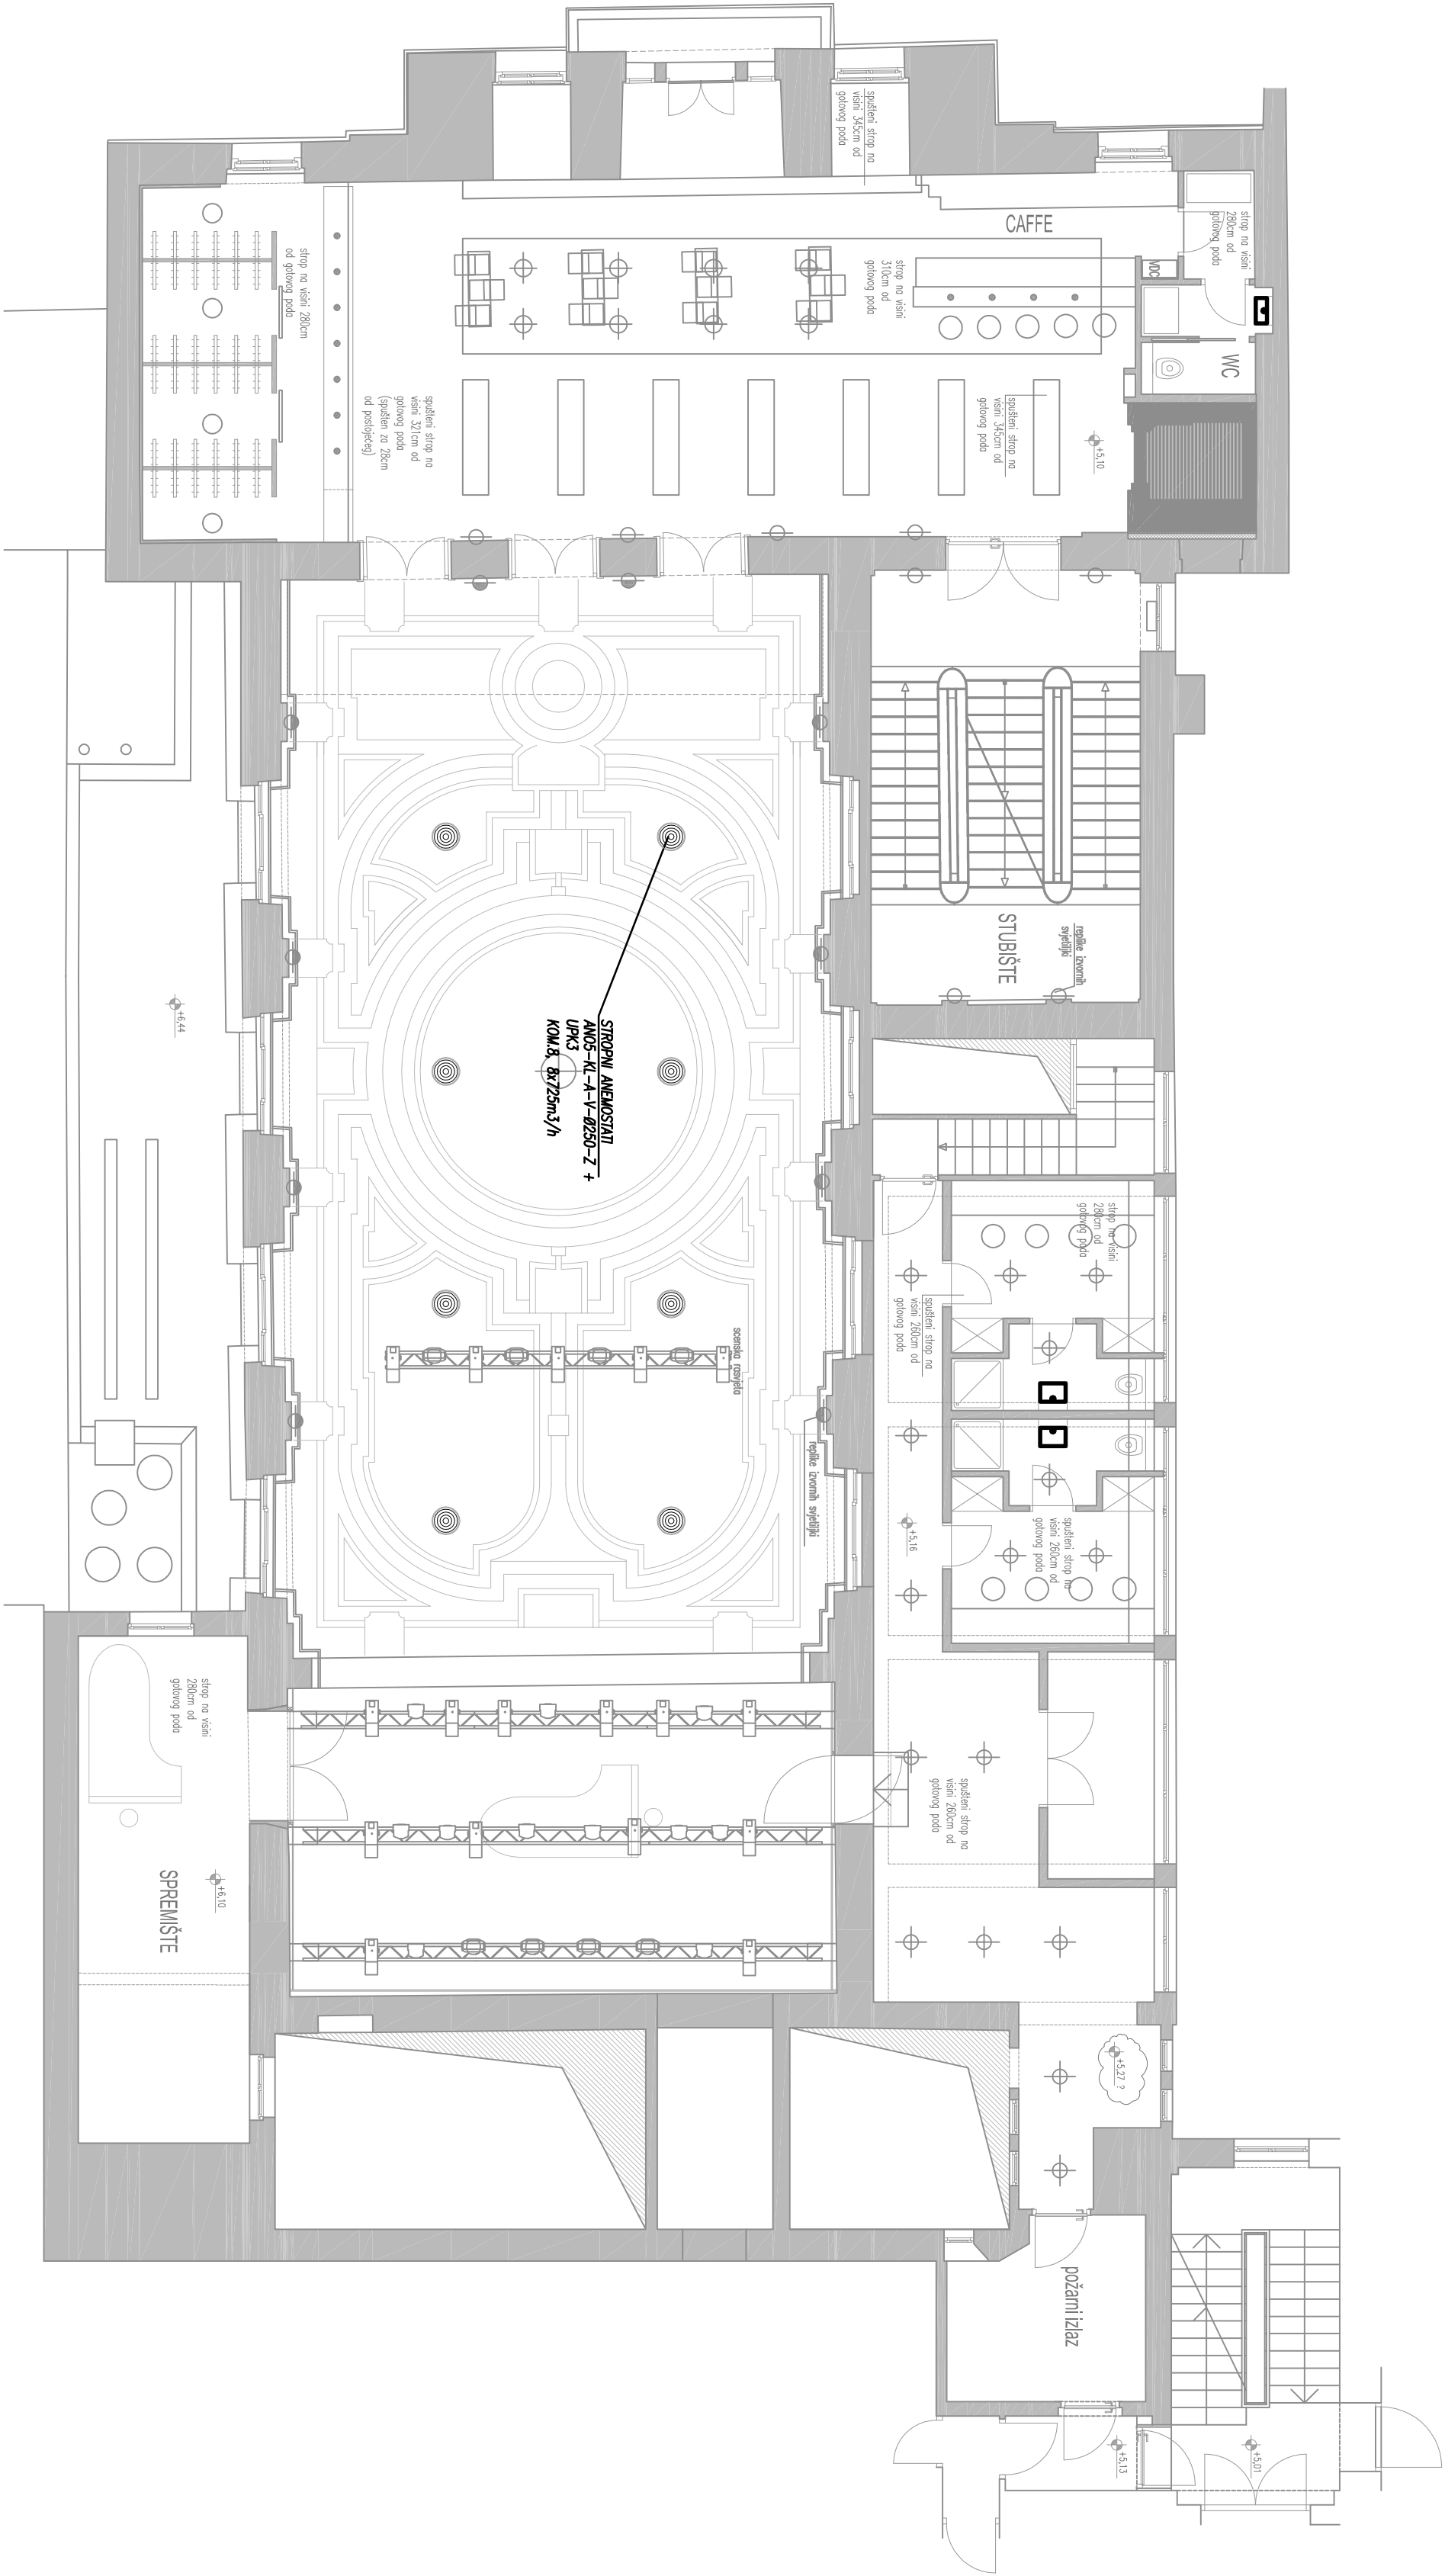 spušteni strop na
visini 345cm od
gotovog poda
strop na visini
280cm od
gotovog poda
CAFFE
VDC
WC
strop na visini 280cm
od gotovog poda
strop na visini
310cm od
gotovog poda
spušteni strop na
visini 321cm od
gotovog poda
(spušten za 28cm
od postojećeg)
spušteni strop na
visini 345cm od
gotovog poda
+5,10
STUBIŠTE
replike izvornih
svjetiljki
+6,44
STROPNI ANEMOSTATI
AN05-KL-A-V-Ø250-Z +
UPK3
KOM.8, 8x725m3/h
strop na visini
280cm od
gotovog poda
spušteni strop na
visini 260cm od
gotovog poda
scenska rasvjeta
replike izvornih svjetiljki
+5,16
spušteni strop na
visini 260cm od
gotovog poda
strop na visini
280cm od
gotovog poda
spušteni strop na
visini 260cm od
gotovog poda
+6,10
SPREMIŠTE
+5,27 ?
požarni izlaz
+5,13
+5,01